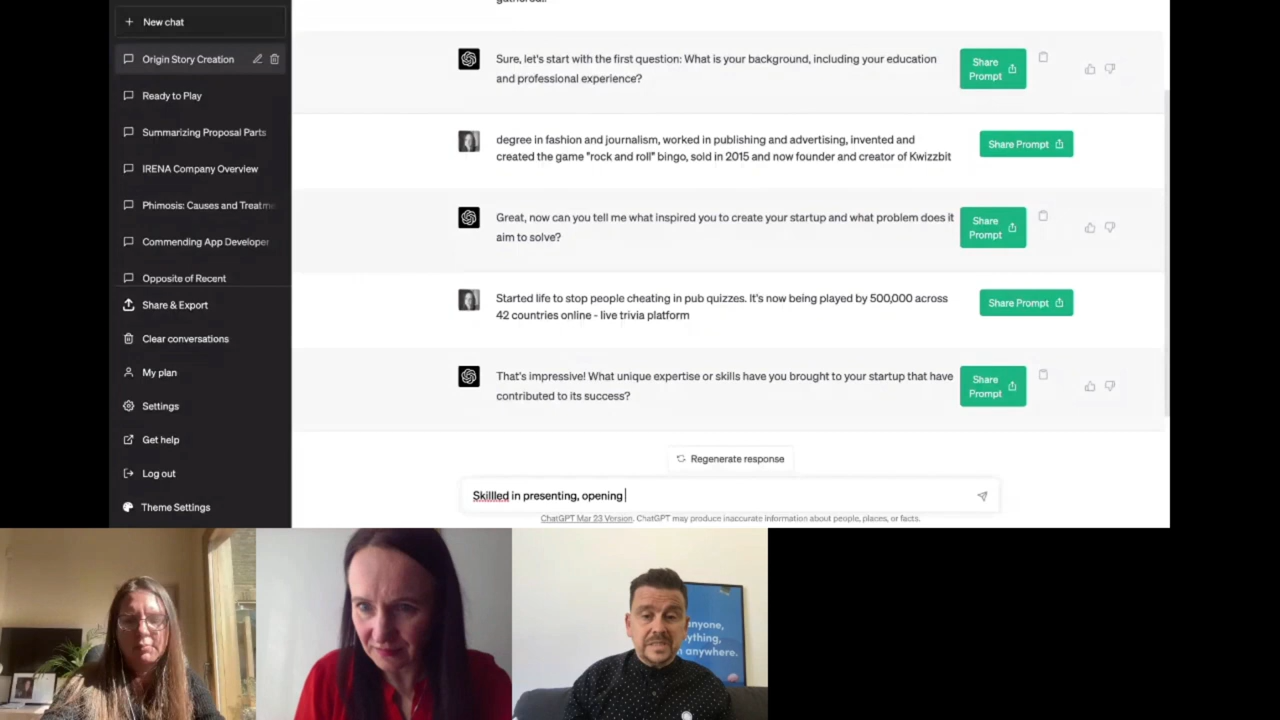 gathered..
New chat
Origin Story Creation
Ready to Play
Summarizing Proposal Parts
IRENA Company Overview
Phimosis: Causes and Treatm
Commending App Developer
Opposite of Recent
Share & Export
Clear conversations
My plan
Settings
Get help
Log out
Theme Settings
Sure, let's start with the first question: What is your background, including your education
and professional experience?
Share
Prompt
degree in fashion and journalism, worked in publishing and advertising, invented and
created the game "rock and roll" bingo, sold in 2015 and now founder and creator of Kwizzbit
Share Prompt
Great, now can you tell me what inspired you to create your startup and what problem does it
aim to solve?
Share
Prompt
Started life to stop people cheating in pub quizzes. It's now being played by 500,000 across
42 countries online - live trivia platform
Share Prompt
That's impressive! What unique expertise or skills have you brought to your startup that have
contributed to its success?
Share
Prompt
Regenerate response
Skillled in presenting, opening
ChatGPT Mar 23 Version. ChatGPT may produce inaccurate information about people, places, or facts.
anyone,
ything,
anywhere.